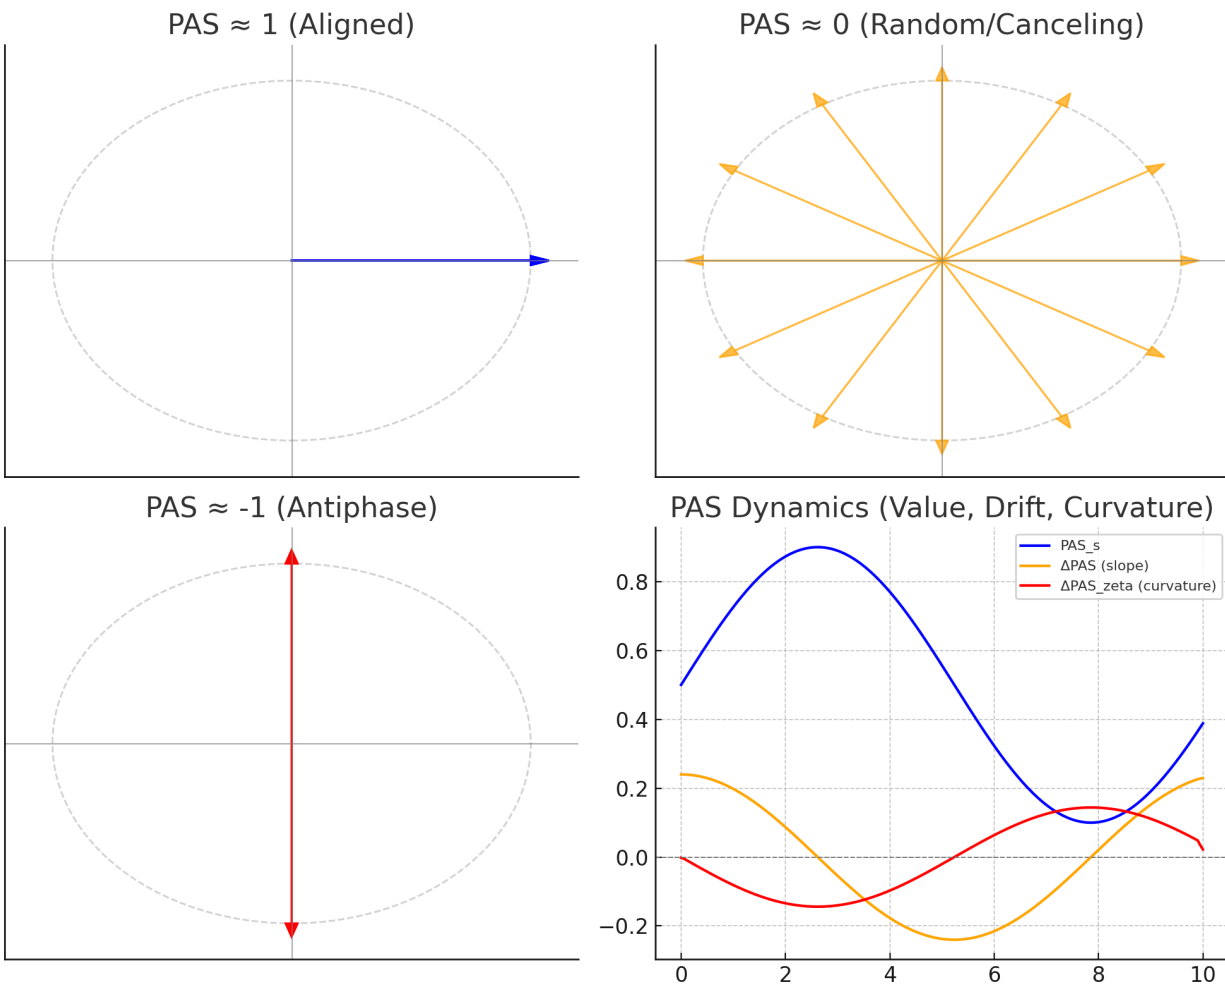 PAS ≈ 1 (Aligned)
PAS ≈ 0 (Random/Canceling)
PAS ≈ -1 (Antiphase)
PAS Dynamics (Value, Drift, Curvature)
PAS_s
ΔPAS (slope)
ΔPAS_zeta (curvature)
0.8
0.6
0.4
0.2
0.0
−0.2
0 2 4 6 8 10